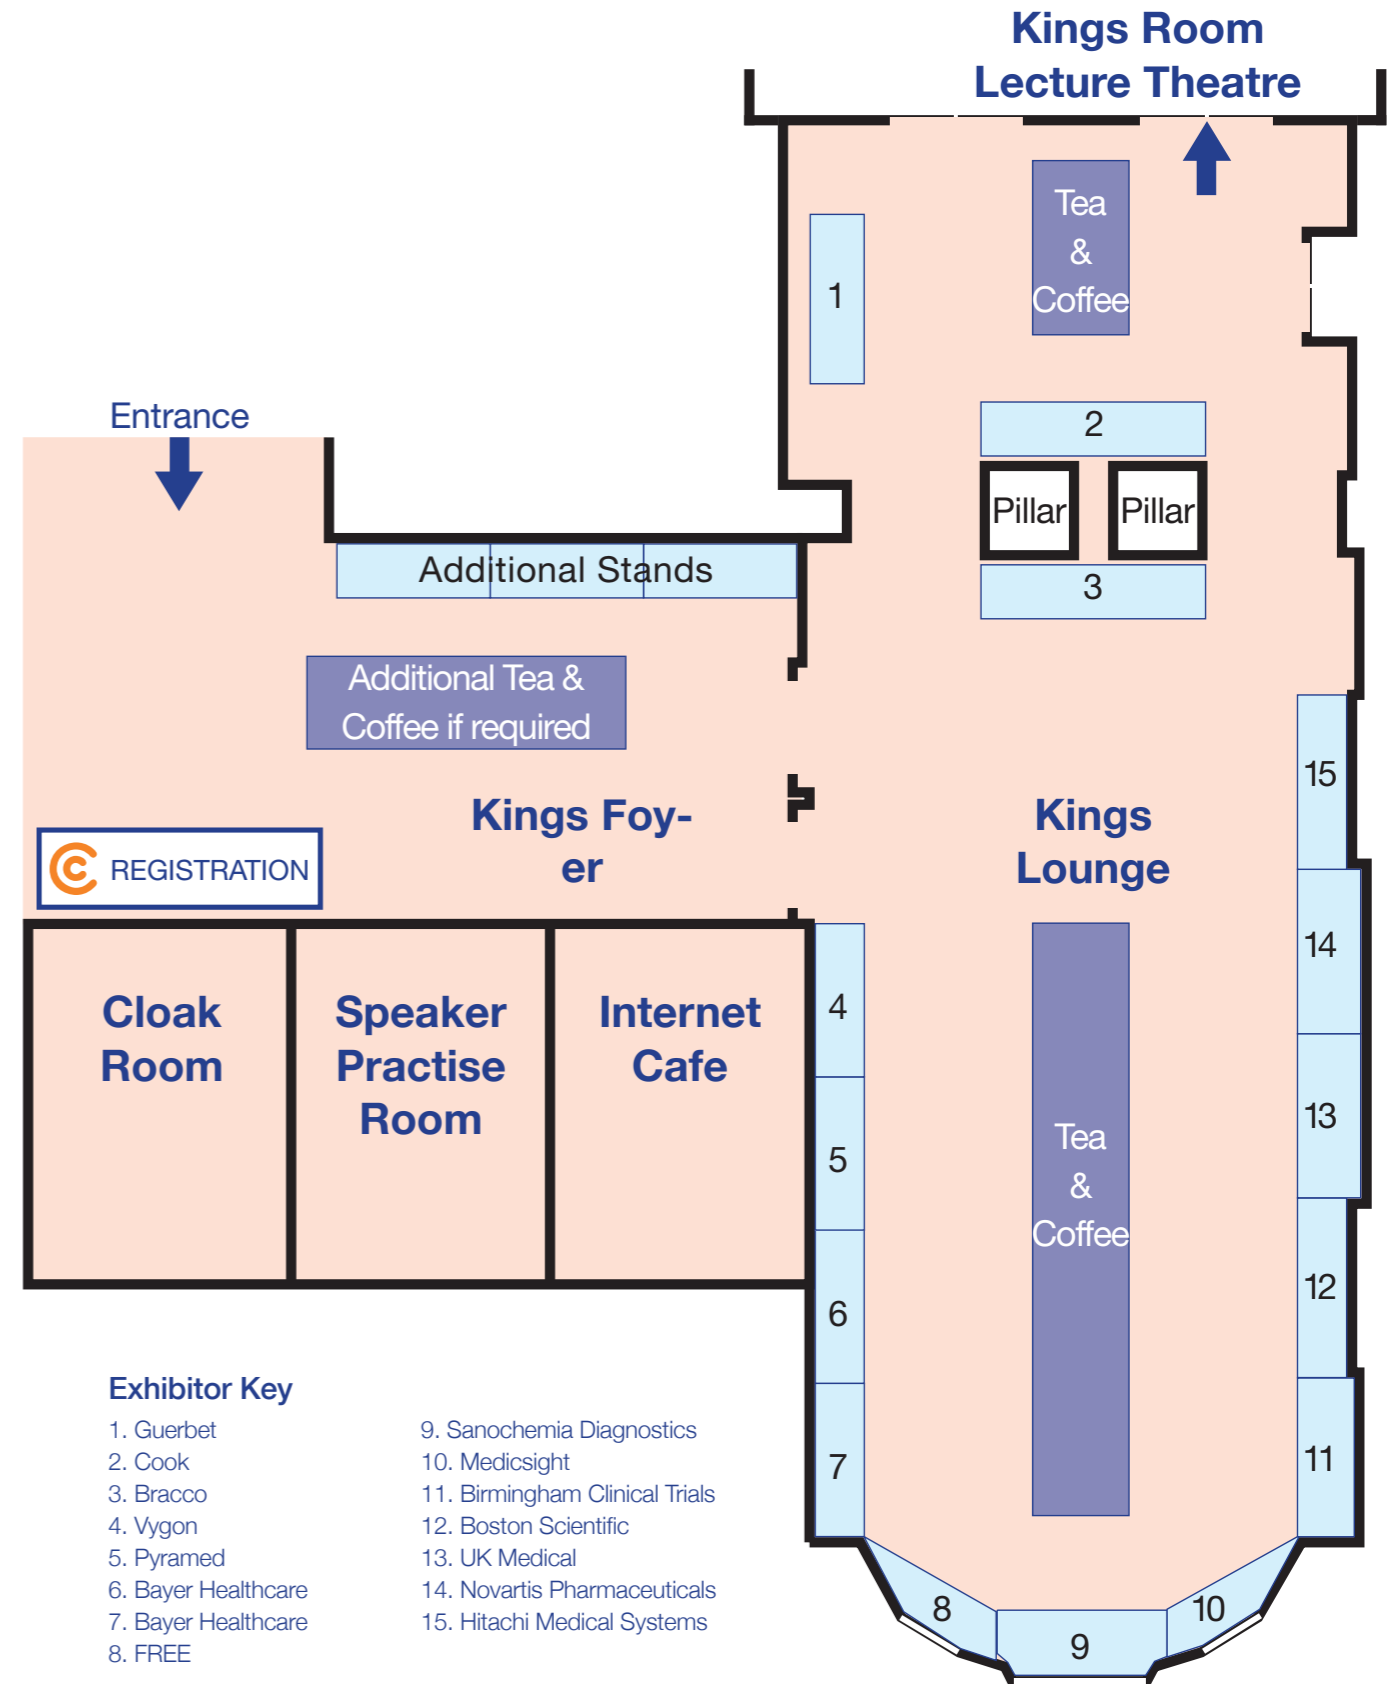 Kings Room
Lecture Theatre
Tea
&
Coffee
1
2
Entrance
Pillar
Pillar
Additional Stands
3
Additional Tea &
Coffee if required
15
Kings Foy-
er
Kings
Lounge
REGISTRATION
14
Cloak
Room
Speaker
Practise
Room
Internet
Cafe
4
13
5
Tea
&
Coffee
12
6
11
7
8
10
9
Exhibitor Key
1. Guerbet
2. Cook
3. Bracco
4. Vygon
5. Pyramed
6. Bayer Healthcare
7. Bayer Healthcare
8. FREE
9. Sanochemia Diagnostics
10. Medicsight
11. Birmingham Clinical Trials
12. Boston Scientific
13. UK Medical
14. Novartis Pharmaceuticals
15. Hitachi Medical Systems